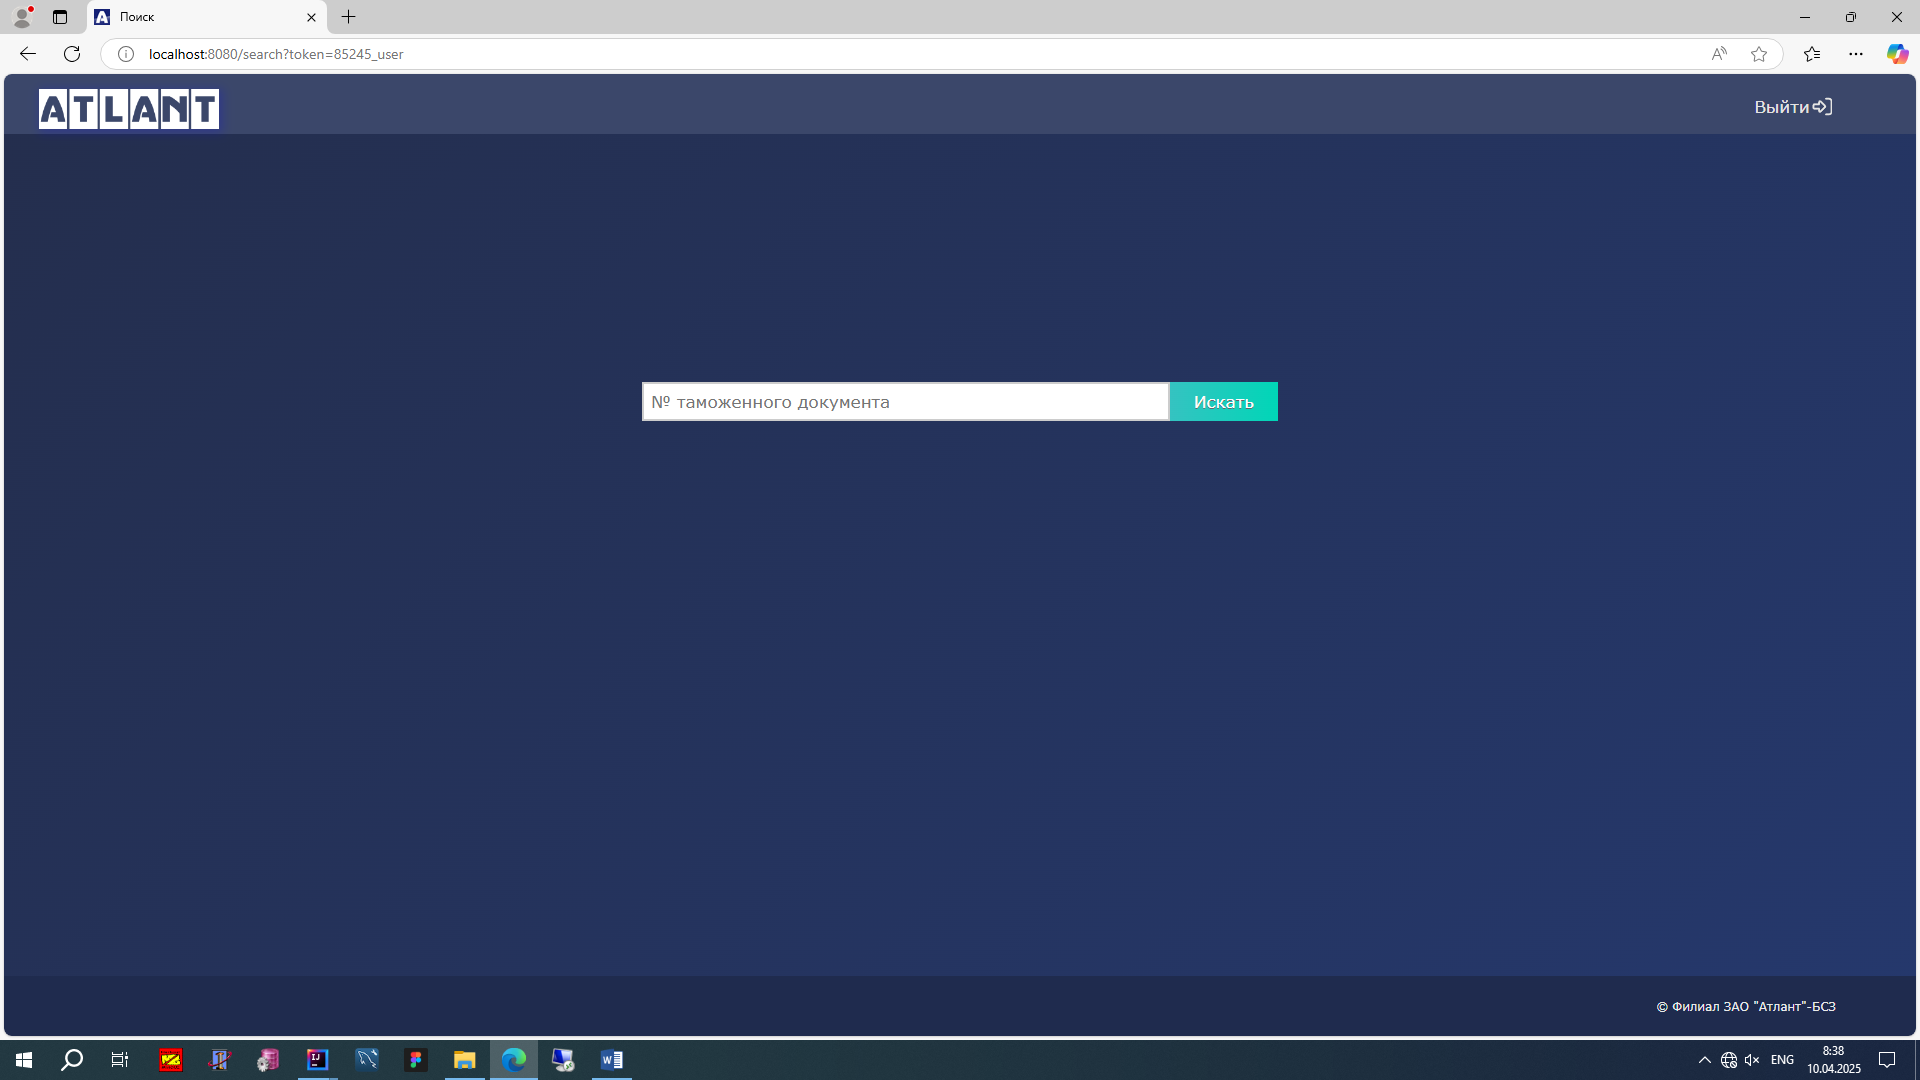 Поиск
localhost:8080/search?token=85245_user
ATLANT
Выйти
№ таможенного документа
Искать
© Филиал ЗАО "Атлант"-БСЗ
ENG
8:38
10.04.2025